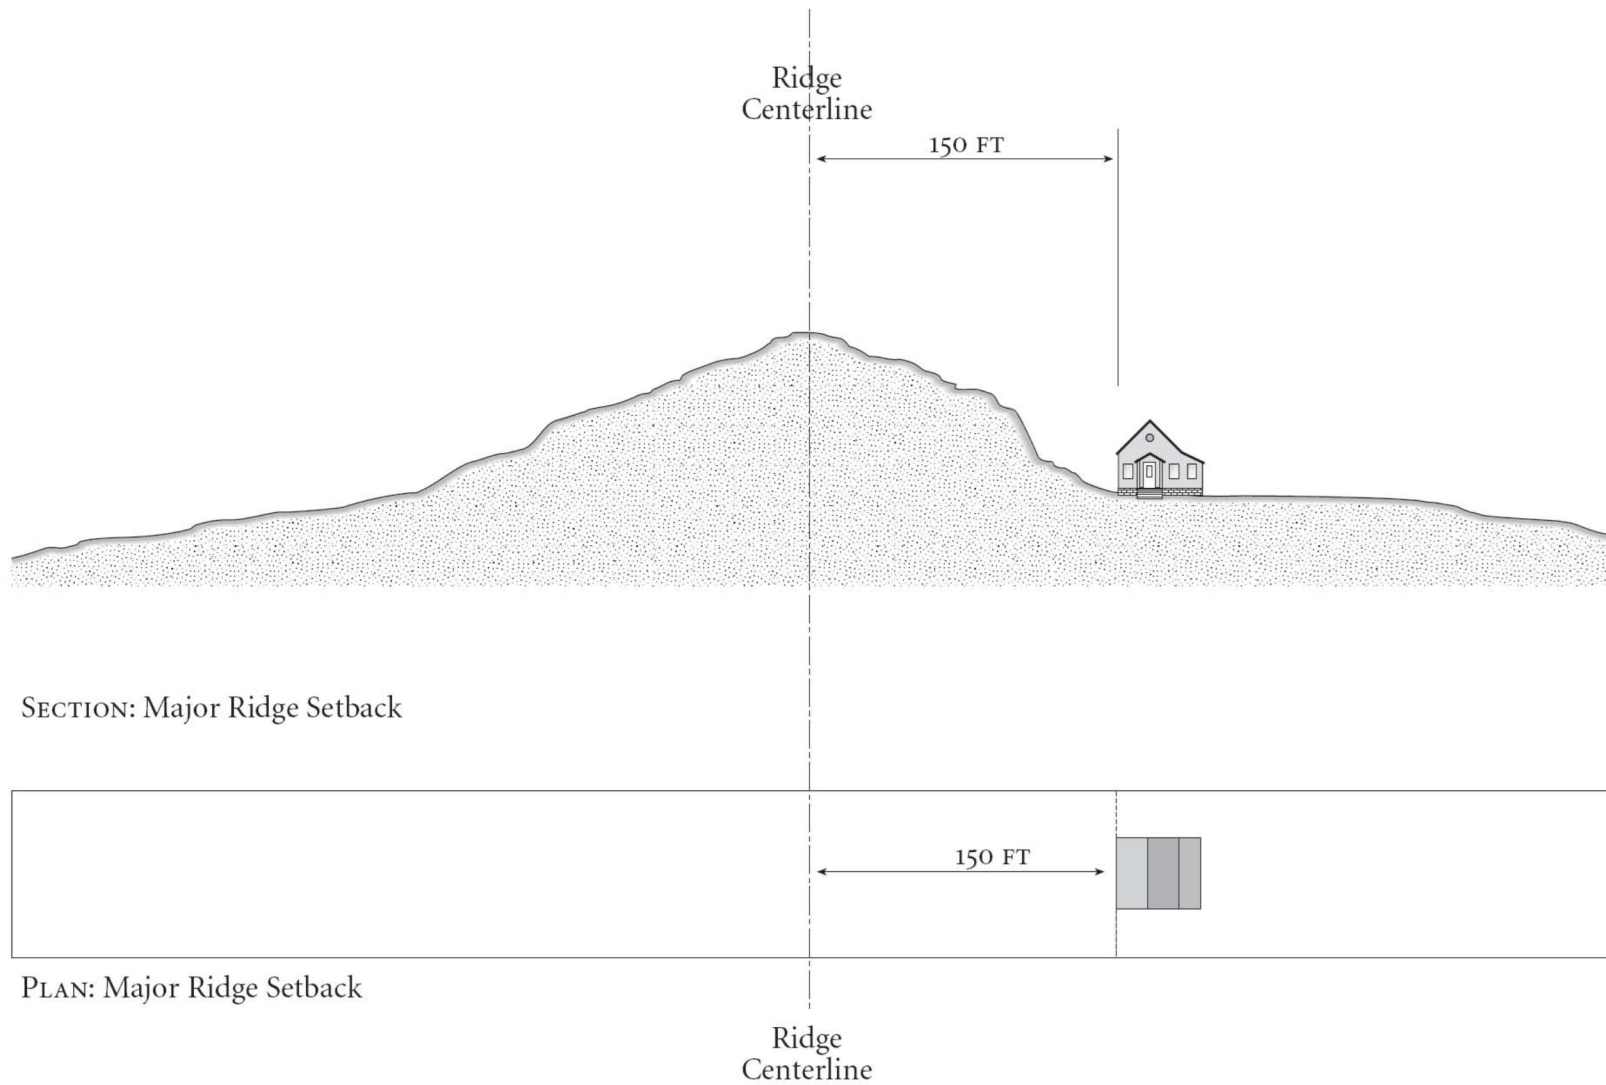 Ridge
Centerline
150 FT
SECTION: Major Ridge Setback
150 FT
PLAN: Major Ridge Setback
Ridge
Centerline